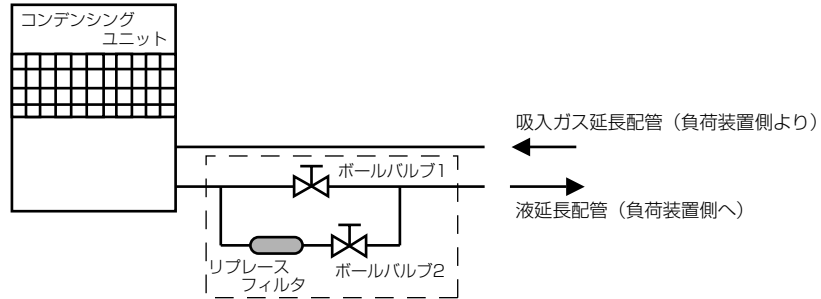 コンデンシング
ユニット
吸入ガス延長配管（負荷装置側より）
ボールバルブ1
液延長配管（負荷装置側へ）
リプレース
フィルタ
ボールバルブ2